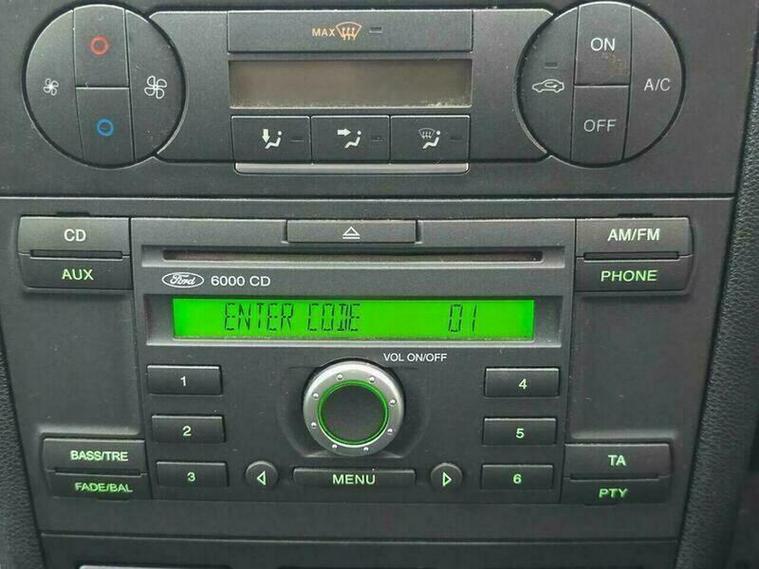 MAX
ON
A/C
OFF
CD
AUX
AM/FM
PHONE
Ford 6000 CD
ENTER CODE 01
VOL ON/OFF
1
2
3
4
5
6
BASS/TRE
FADE/BAL
MENU
TA
PTY